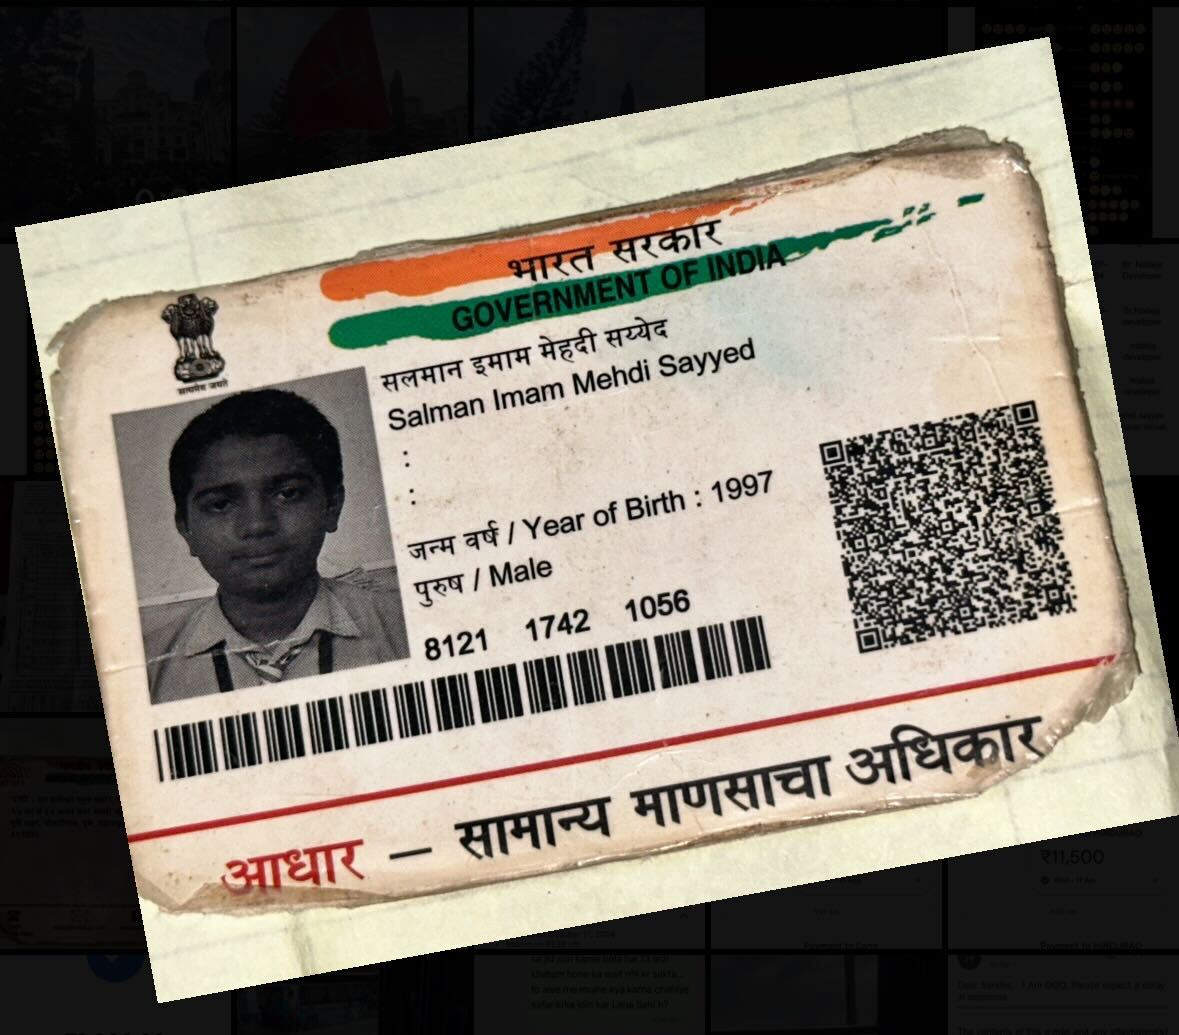 भारत सरकार
GOVERNMENT OF INDIA
सत्यमेव जयते
सलमान इमाम मेहदी सय्येद
Salman Imam Mehdi Sayyed
:
:
जन्म वर्ष / Year of Birth : 1997
पुरुष / Male
8121 1742 1056
आधार – सामान्य माणसाचा अधिकार
₹11,500